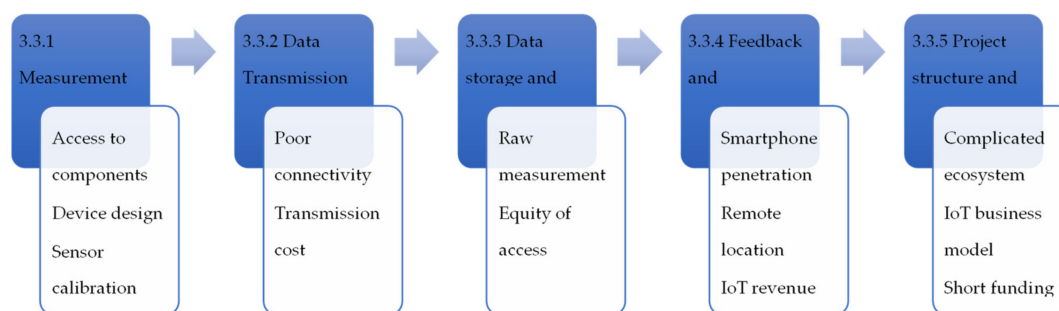 3.3.1
Measurement
Access to
components
Device design
Sensor
calibration
3.3.2 Data
Transmission
Poor
connectivity
Transmission
cost
3.3.3 Data
storage and
Raw
measurement
Equity of
access
3.3.4 Feedback
and
Smartphone
penetration
Remote
location
IoT revenue
3.3.5 Project
structure and
Complicated
ecosystem
IoT business
model
Short funding